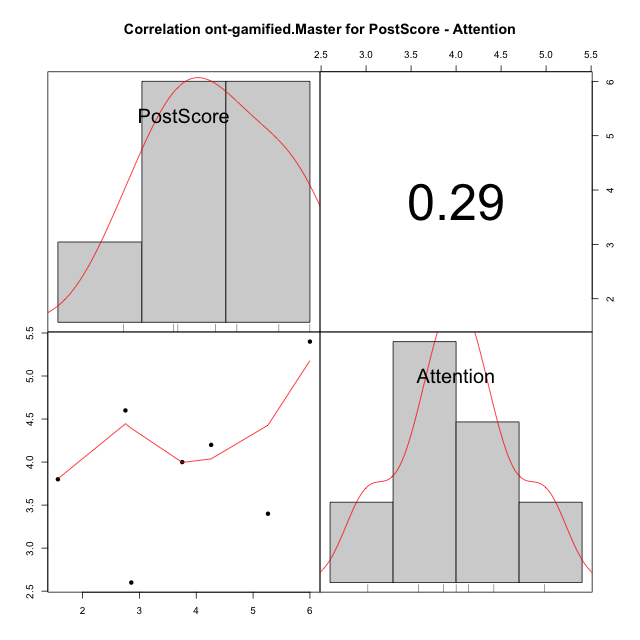 Correlation ont-gamified.Master for PostScore - Attention
2.5 3.0 3.5 4.0 4.5 5.0 5.5
PostScore
0.29
6
5
4
3
2
5.5
5.0
4.5
4.0
3.5
3.0
2.5
Attention
2 3 4 5 6